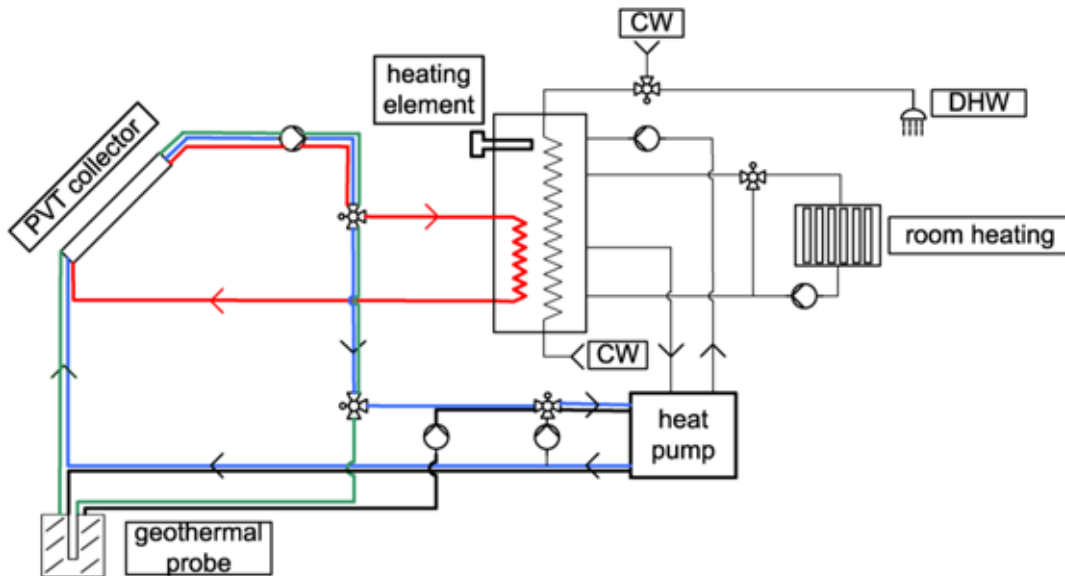 CW
heating
element
DHW
PVT collector
room heating
CW
heat
pump
geothermal
probe